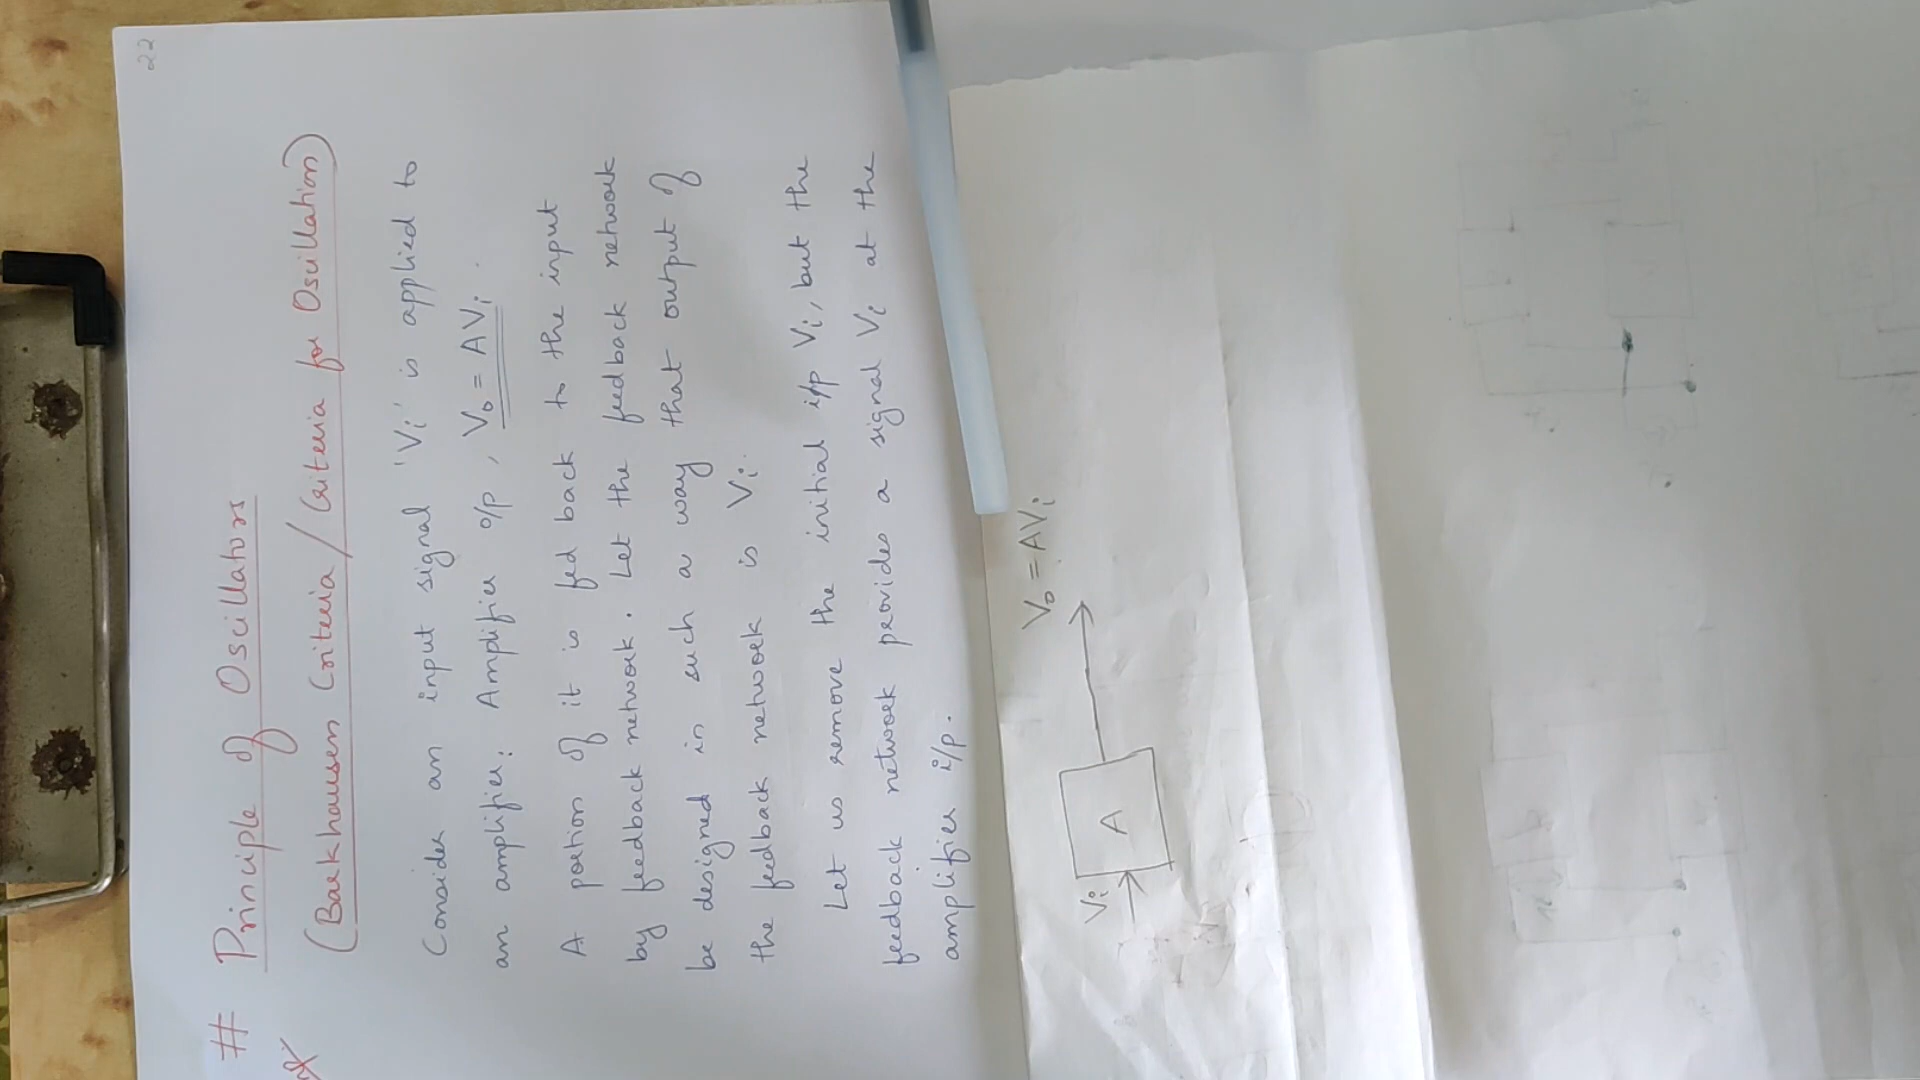 22
# Principle of Oscillators
(Barkhausen Criteria / Criteria for Oscillation)
Consider an input signal 'Vi' is applied to
an amplifier; Amplifier o/p, Vo = AVi.
A portion of it is fed back to the input
by feedback network. Let the feedback network
be designed in such a way that output of
the feedback network is Vi.
Let us remove the initial i/p Vi, but the
feedback network provides a signal Vi at the
amplifier i/p.
Vo = AVi
Vi
A